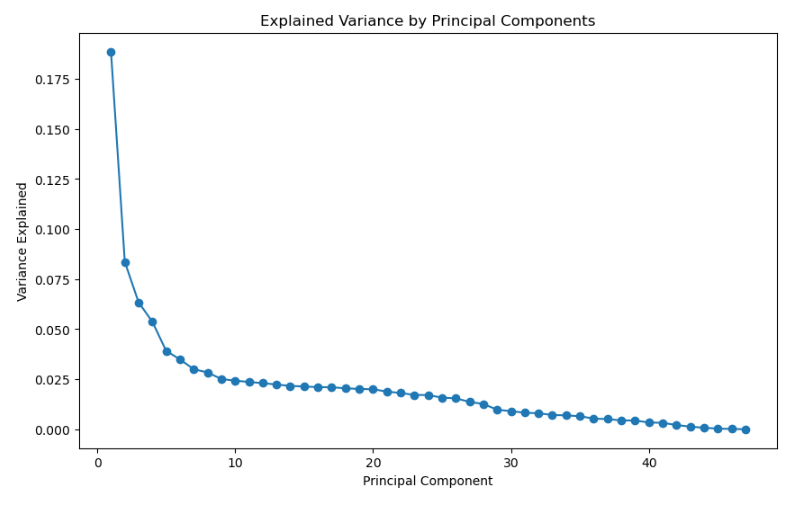 Explained Variance by Principal Components
Variance Explained
0.175
0.150
0.125
0.100
0.075
0.050
0.025
0.000
0 10 20 30 40
Principal Component